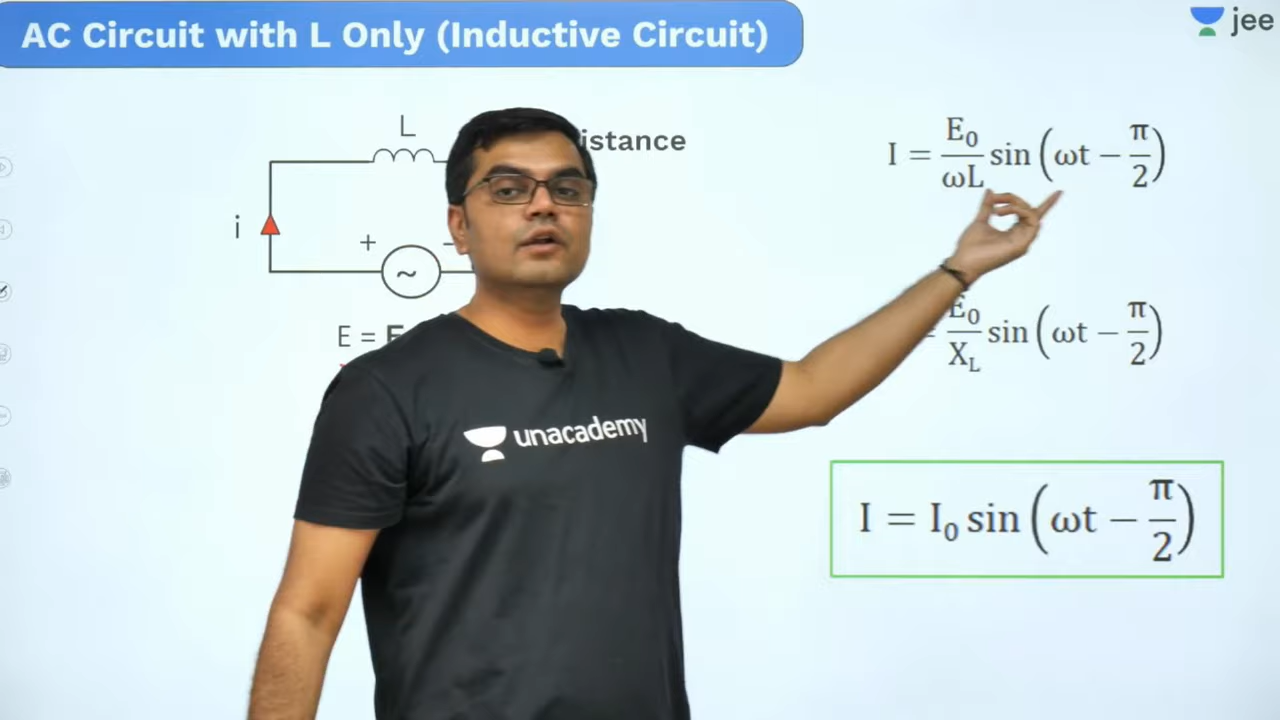 AC Circuit with L Only (Inductive Circuit)
jee
L
istance
i
+
−
~
E = E
I = E₀/ωL sin (ωt − π/2)
E₀/X_L sin (ωt − π/2)
I = I₀ sin (ωt − π/2)
unacademy